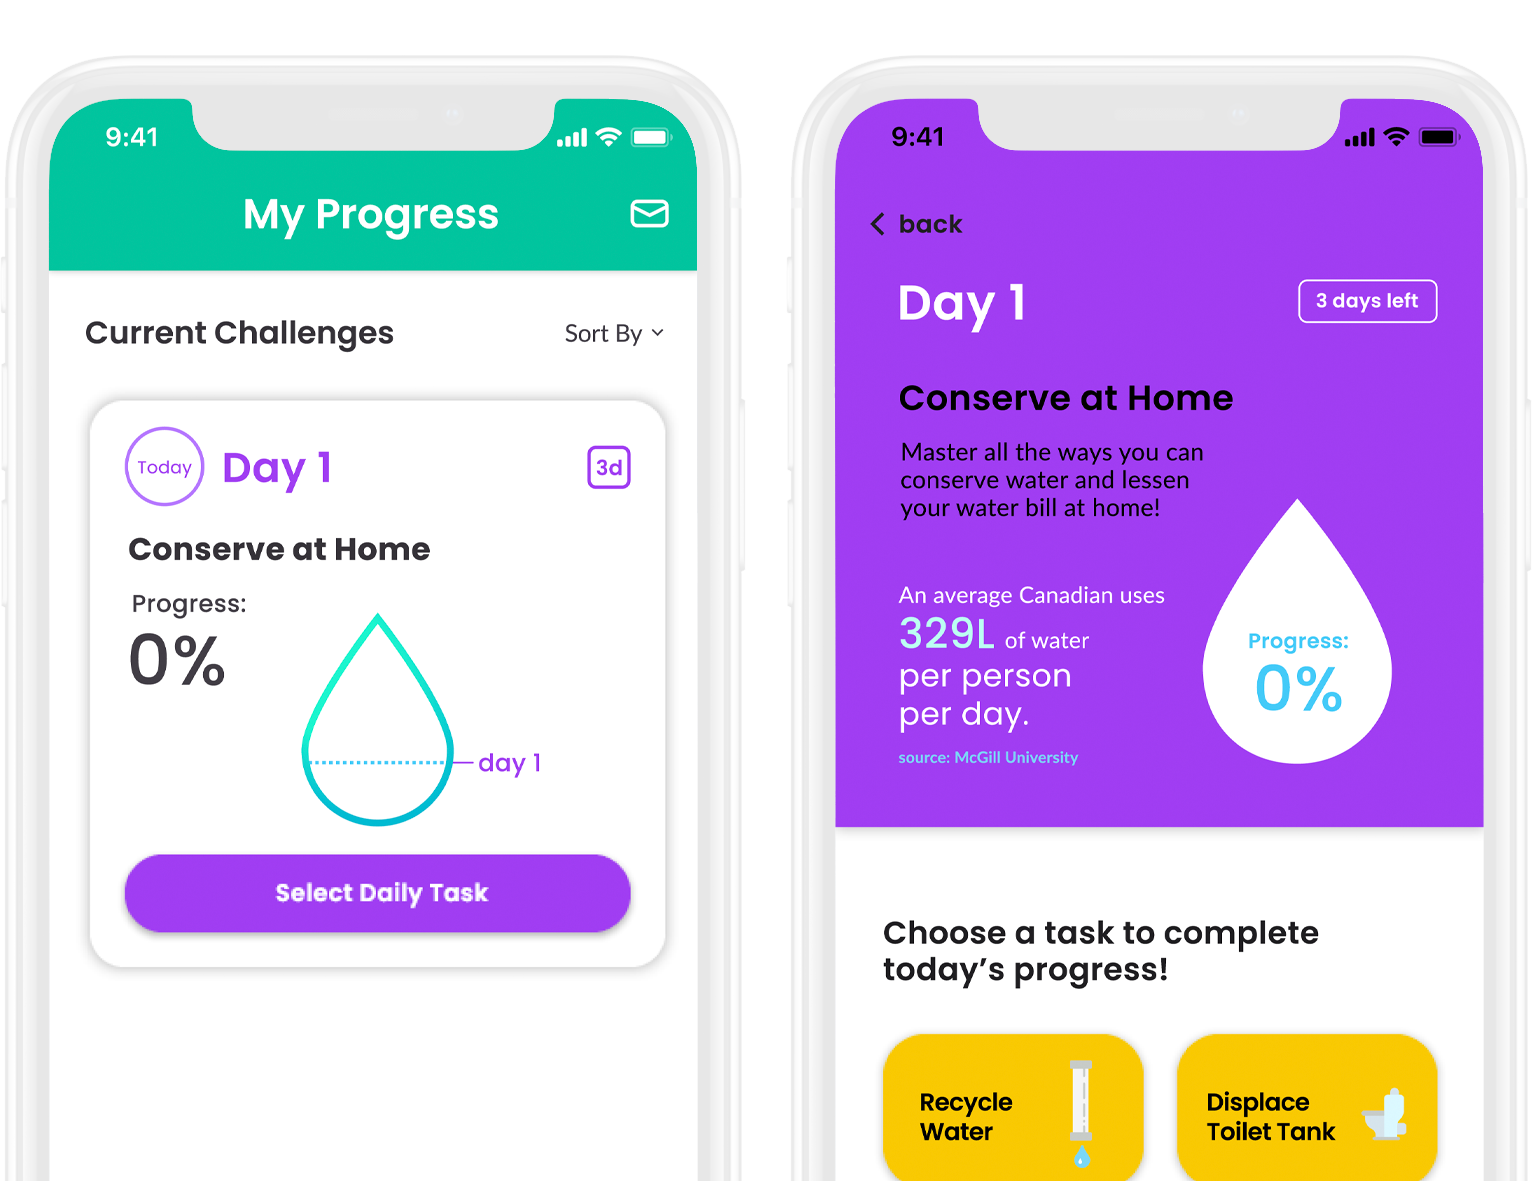 9:41
My Progress
Current Challenges
Sort By
Today
Day 1
3d
Conserve at Home
Progress:
0%
day 1
Select Daily Task
9:41
back
Day 1
3 days left
Conserve at Home
Master all the ways you can
conserve water and lessen
your water bill at home!
An average Canadian uses
329L of water
per person
per day.
source: McGill University
Progress:
0%
Choose a task to complete
today’s progress!
Recycle
Water
Displace
Toilet Tank